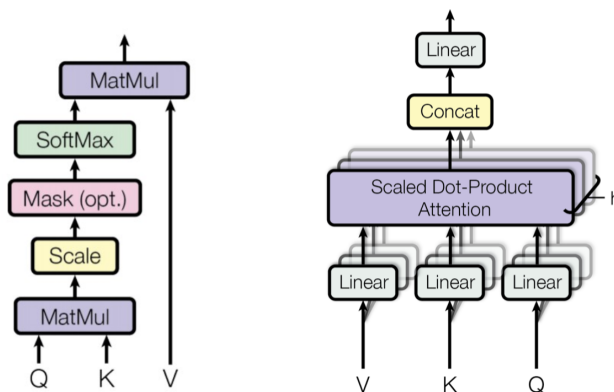 MatMul
SoftMax
Mask (opt.)
Scale
MatMul
Q K V
Linear
Concat
Scaled Dot-Product
Attention
Linear Linear Linear
V K Q